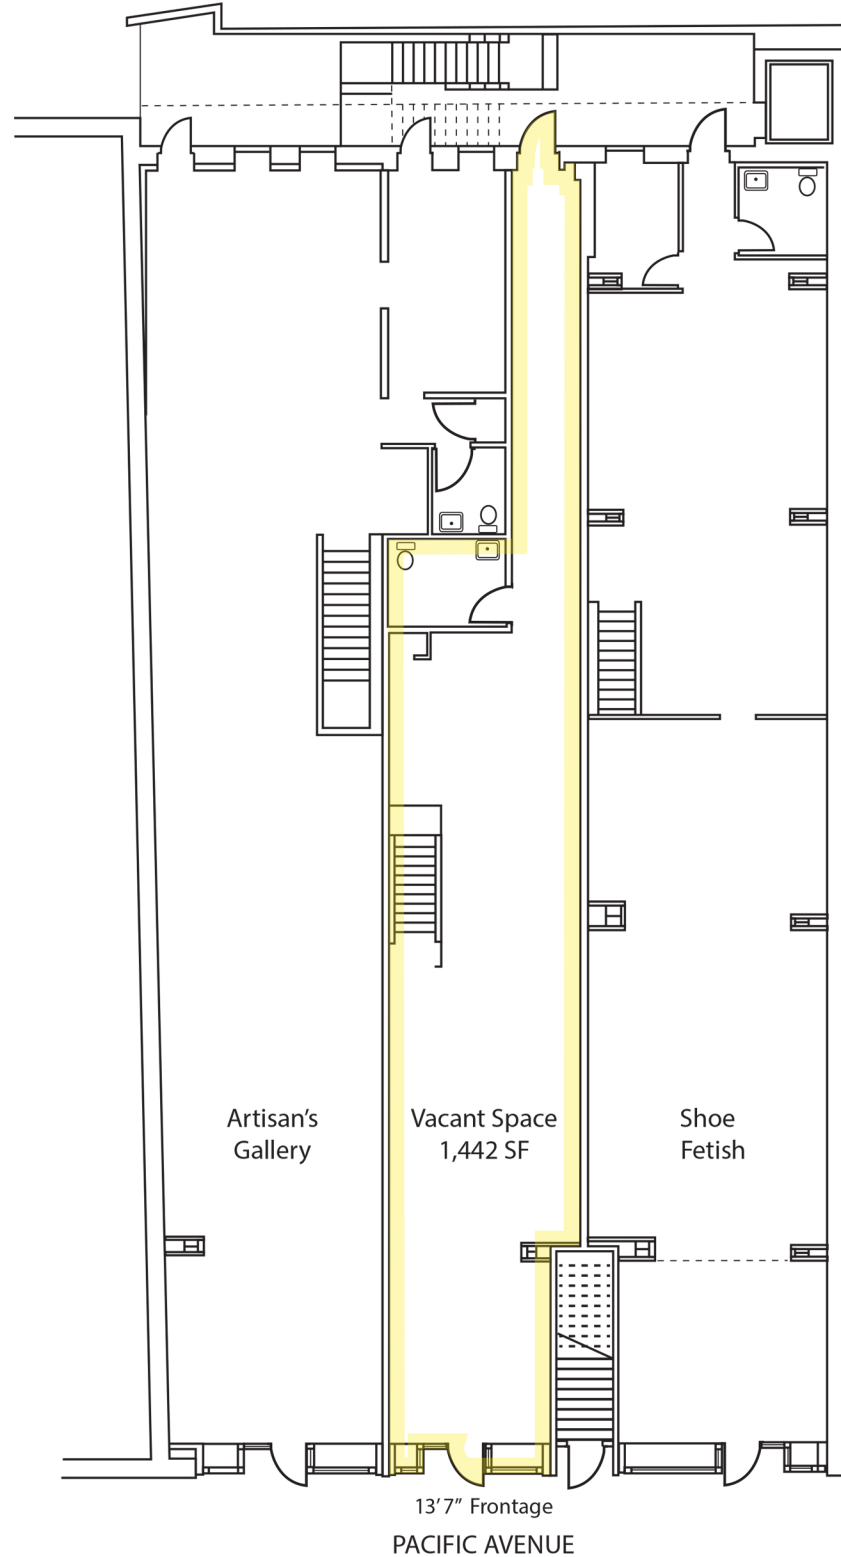 Artisan's
Gallery
Vacant Space
1,442 SF
Shoe
Fetish
13'7" Frontage
PACIFIC AVENUE